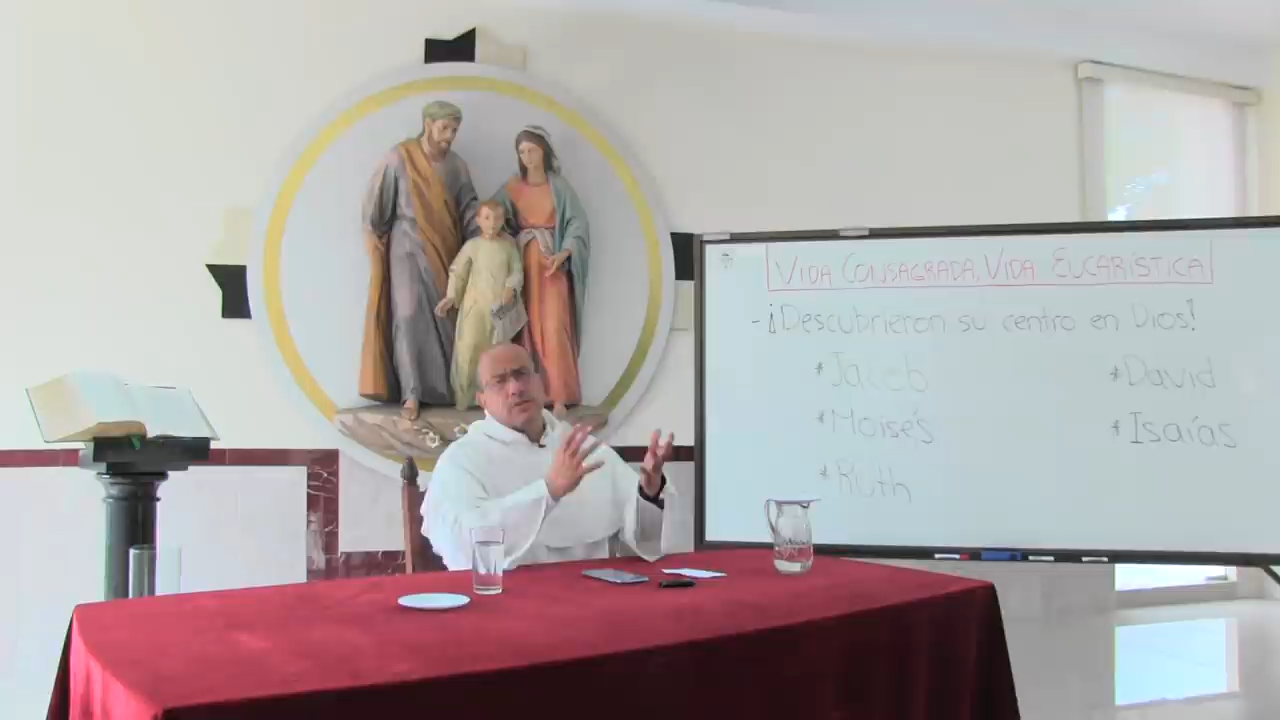 VIDA CONSAGRADA, VIDA EUCARÍSTICA
- ¡Descubrieron su centro en Dios!
* Jacob
* David
* Moisés
* Isaías
* Ruth